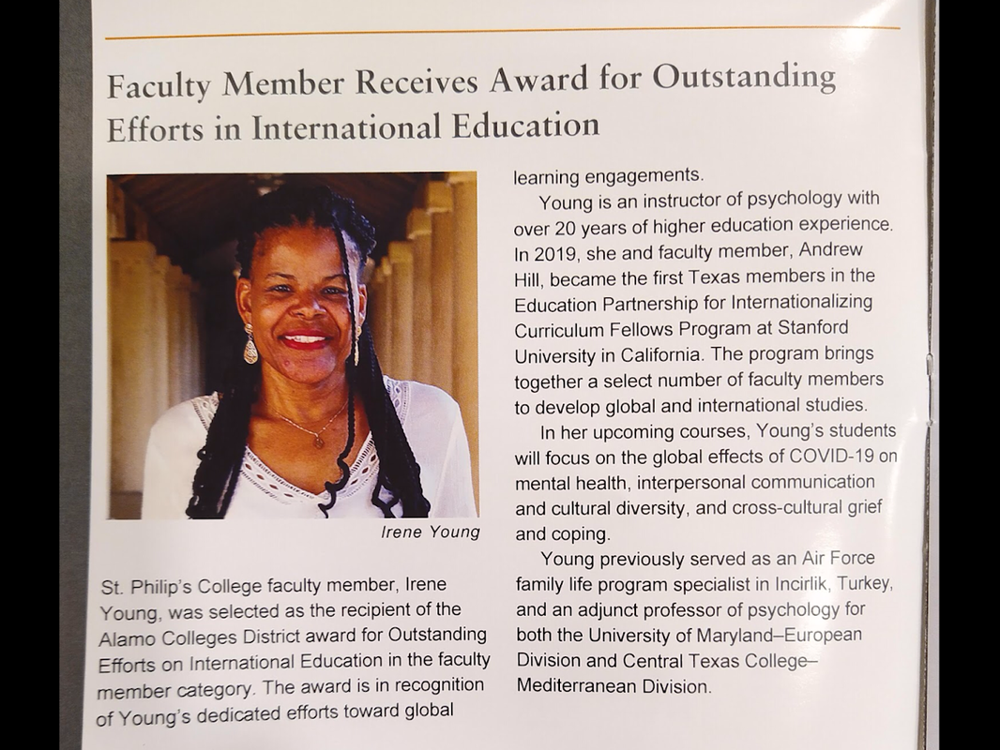 Faculty Member Receives Award for Outstanding
Efforts in International Education
Irene Young
St. Philip's College faculty member, Irene
Young, was selected as the recipient of the
Alamo Colleges District award for Outstanding
Efforts on International Education in the faculty
member category. The award is in recognition
of Young's dedicated efforts toward global
learning engagements.
Young is an instructor of psychology with
over 20 years of higher education experience.
In 2019, she and faculty member, Andrew
Hill, became the first Texas members in the
Education Partnership for Internationalizing
Curriculum Fellows Program at Stanford
University in California. The program brings
together a select number of faculty members
to develop global and international studies.
In her upcoming courses, Young's students
will focus on the global effects of COVID-19 on
mental health, interpersonal communication
and cultural diversity, and cross-cultural grief
and coping.
Young previously served as an Air Force
family life program specialist in Incirlik, Turkey,
and an adjunct professor of psychology for
both the University of Maryland–European
Division and Central Texas College–
Mediterranean Division.